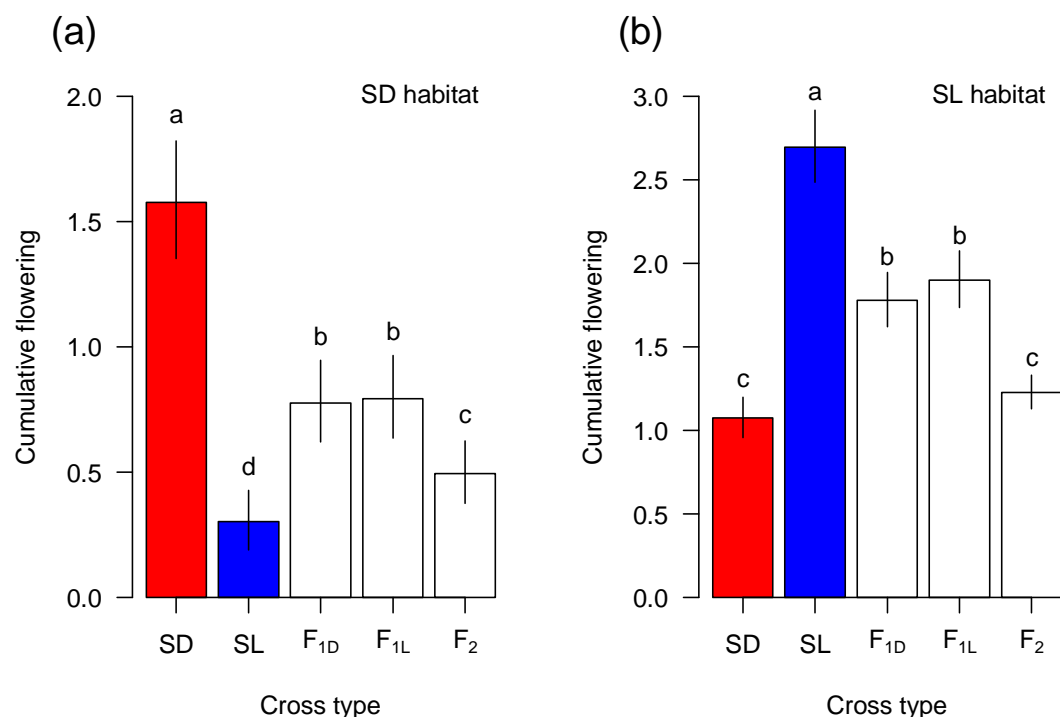 (a)
SD habitat
Cumulative flowering
2.0
1.5
1.0
0.5
0.0
a
d
b
b
c
SD SL F₁D F₁L F₂
Cross type
(b)
SL habitat
Cumulative flowering
3.0
2.5
2.0
1.5
1.0
0.5
0.0
c
a
b
b
c
SD SL F₁D F₁L F₂
Cross type